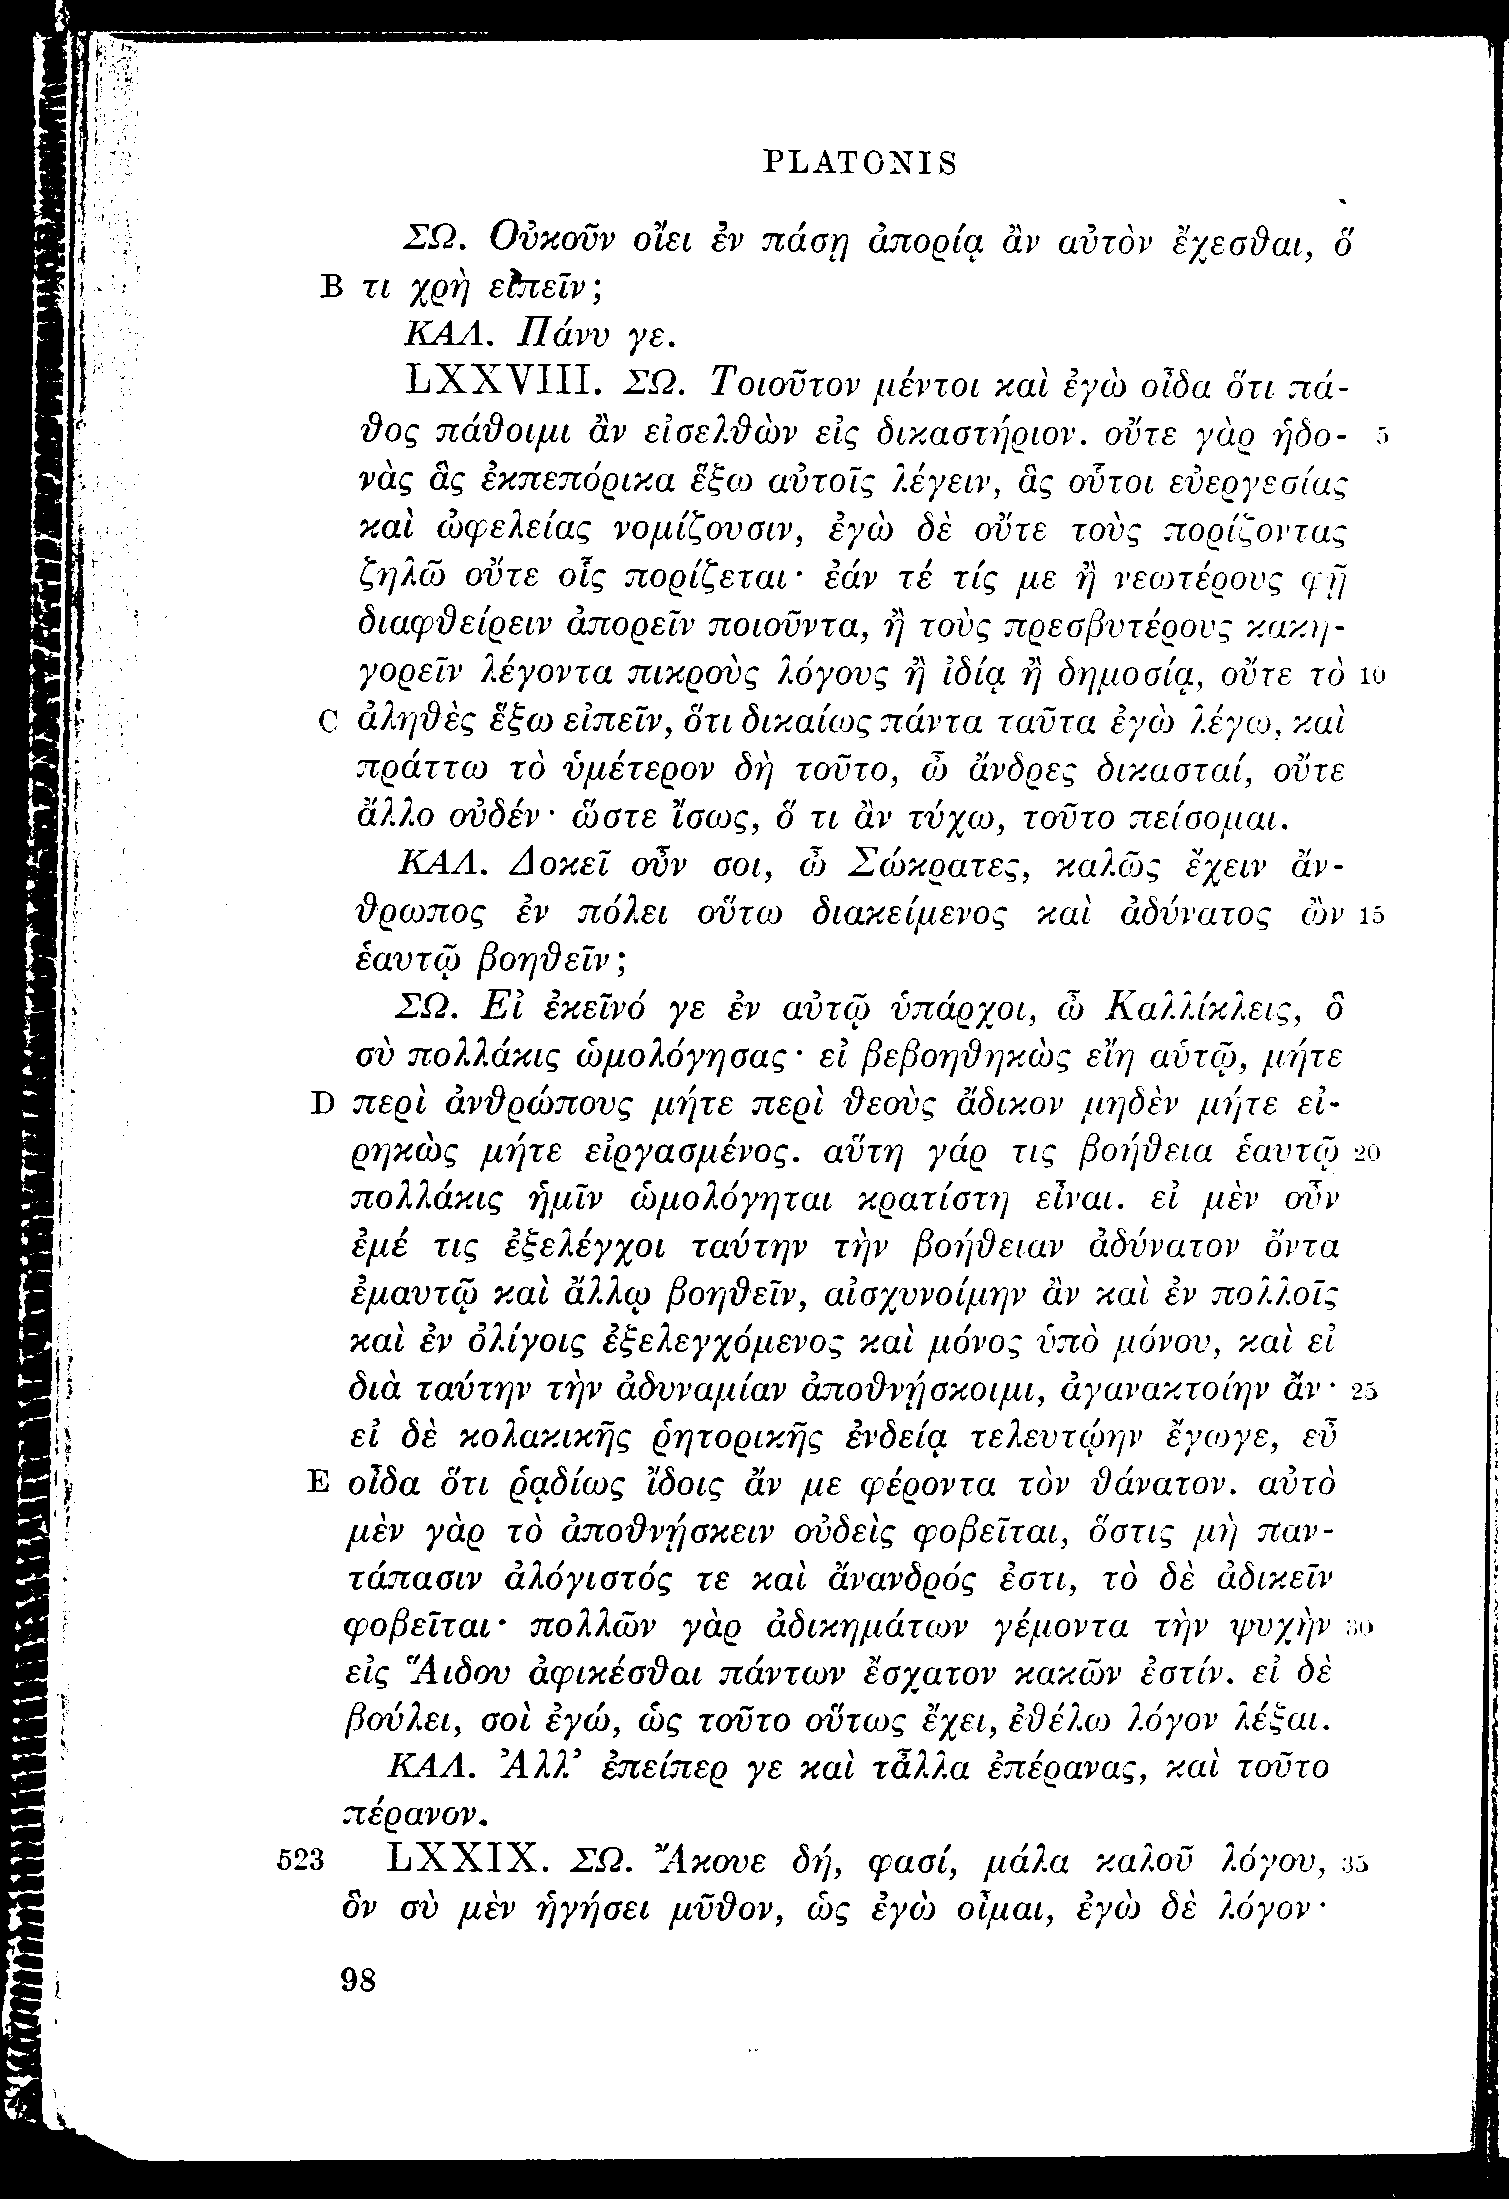 PLATONIS
ΣΩ. Οὐκοῦν οἴει ἐν πάσῃ ἀπορίᾳ ἂν αὐτὸν ἔχεσθαι, ὅ
B τι χρὴ εἰπεῖν;
ΚΑΛ. Πάνυ γε.
LXXVIII. ΣΩ. Τοιοῦτον μέντοι καὶ ἐγὼ οἶδα ὅτι πά-
θος πάθοιμι ἂν εἰσελθὼν εἰς δικαστήριον. οὔτε γὰρ ἡδο- 5
νὰς ἃς ἐκπεπόρικα ἕξω αὐτοῖς λέγειν, ἃς οὗτοι εὐεργεσίας
καὶ ὠφελείας νομίζουσιν, ἐγὼ δὲ οὔτε τοὺς πορίζοντας
ζηλῶ οὔτε οἷς πορίζεται· ἐάν τέ τίς με ἢ νεωτέρους φῇ
διαφθείρειν ἀπορεῖν ποιοῦντα, ἢ τοὺς πρεσβυτέρους κακη-
γορεῖν λέγοντα πικροὺς λόγους ἢ ἰδίᾳ ἢ δημοσίᾳ, οὔτε τὸ 10
C ἀληθὲς ἕξω εἰπεῖν, ὅτι δικαίως πάντα ταῦτα ἐγὼ λέγω, καὶ
πράττω τὸ ὑμέτερον δὴ τοῦτο, ὦ ἄνδρες δικασταί, οὔτε
ἄλλο οὐδέν· ὥστε ἴσως, ὅ τι ἂν τύχω, τοῦτο πείσομαι.
ΚΑΛ. Δοκεῖ οὖν σοι, ὦ Σώκρατες, καλῶς ἔχειν ἄν-
θρωπος ἐν πόλει οὕτω διακείμενος καὶ ἀδύνατος ὢν 15
ἑαυτῷ βοηθεῖν;
ΣΩ. Εἰ ἐκεῖνό γε ἐν αὐτῷ ὑπάρχοι, ὦ Καλλίκλεις, ὃ
σὺ πολλάκις ὡμολόγησας· εἰ βεβοηθηκὼς εἴη αὑτῷ, μήτε
D περὶ ἀνθρώπους μήτε περὶ θεοὺς ἄδικον μηδὲν μήτε εἰ-
ρηκὼς μήτε εἰργασμένος. αὕτη γάρ τις βοήθεια ἑαυτῷ 20
πολλάκις ἡμῖν ὡμολόγηται κρατίστη εἶναι. εἰ μὲν οὖν
ἐμέ τις ἐξελέγχοι ταύτην τὴν βοήθειαν ἀδύνατον ὄντα
ἐμαυτῷ καὶ ἄλλῳ βοηθεῖν, αἰσχυνοίμην ἂν καὶ ἐν πολλοῖς
καὶ ἐν ὀλίγοις ἐξελεγχόμενος καὶ μόνος ὑπὸ μόνου, καὶ εἰ
διὰ ταύτην τὴν ἀδυναμίαν ἀποθνῄσκοιμι, ἀγανακτοίην ἄν· 25
εἰ δὲ κολακικῆς ῥητορικῆς ἐνδείᾳ τελευτῴην ἔγωγε, εὖ
E οἶδα ὅτι ῥᾳδίως ἴδοις ἄν με φέροντα τὸν θάνατον. αὐτὸ
μὲν γὰρ τὸ ἀποθνῄσκειν οὐδεὶς φοβεῖται, ὅστις μὴ παν-
τάπασιν ἀλόγιστός τε καὶ ἄνανδρός ἐστι, τὸ δὲ ἀδικεῖν
φοβεῖται· πολλῶν γὰρ ἀδικημάτων γέμοντα τὴν ψυχὴν 30
εἰς Ἅιδου ἀφικέσθαι πάντων ἔσχατον κακῶν ἐστίν. εἰ δὲ
βούλει, σοὶ ἐγώ, ὡς τοῦτο οὕτως ἔχει, ἐθέλω λόγον λέξαι.
ΚΑΛ. Ἀλλ’ ἐπείπερ γε καὶ τἆλλα ἐπέρανας, καὶ τοῦτο
πέρανον.
523 LXXIX. ΣΩ. Ἄκουε δή, φασί, μάλα καλοῦ λόγου, 35
ὃν σὺ μὲν ἡγήσει μῦθον, ὡς ἐγὼ οἶμαι, ἐγὼ δὲ λόγον·
98